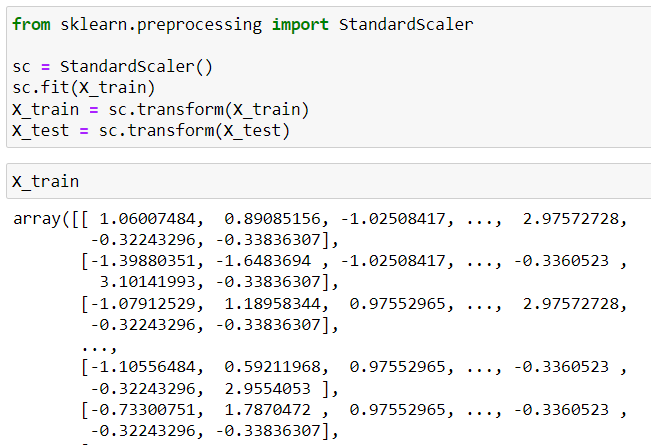 from sklearn.preprocessing import StandardScaler
sc = StandardScaler()
sc.fit(X_train)
X_train = sc.transform(X_train)
X_test = sc.transform(X_test)
X_train
array([[ 1.06007484,  0.89085156, -1.02508417, ...,  2.97572728,
        -0.32243296, -0.33836307],
       [-1.39880351, -1.6483694 , -1.02508417, ..., -0.3360523 ,
         3.10141993, -0.33836307],
       [-1.07912529,  1.18958344,  0.97552965, ...,  2.97572728,
        -0.32243296, -0.33836307],
       ...,
       [-1.10556484,  0.59211968,  0.97552965, ..., -0.3360523 ,
        -0.32243296,  2.9554053 ],
       [-0.73300751,  1.7870472 ,  0.97552965, ..., -0.3360523 ,
        -0.32243296, -0.33836307],